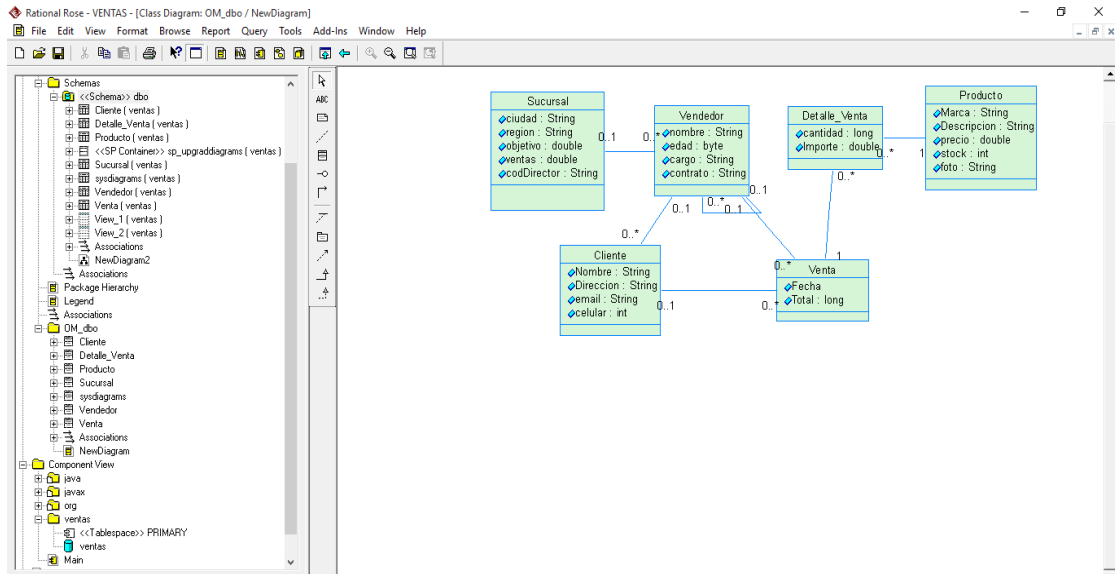 Rational Rose - VENTAS - [Class Diagram: OM_dbo / NewDiagram]
File Edit View Format Browse Report Query Tools Add-Ins Window Help
Schemas
<<Schema>> dbo
Cliente ( ventas )
Detalle_Venta ( ventas )
Producto ( ventas )
<<SP Container>> sp_upgraddiagrams ( ventas )
Sucursal ( ventas )
sysdiagrams ( ventas )
Vendedor ( ventas )
Venta ( ventas )
View_1 ( ventas )
View_2 ( ventas )
Associations
NewDiagram2
Associations
Package Hierarchy
Legend
Associations
OM_dbo
Cliente
Detalle_Venta
Producto
Sucursal
sysdiagrams
Vendedor
Venta
Associations
NewDiagram
Component View
java
javax
org
ventas
<<Tablespace>> PRIMARY
ventas
Main
ABC
Sucursal
ciudad : String
region : String
objetivo : double
ventas : double
codDirector : String
0..1
0..*
Vendedor
nombre : String
edad : byte
cargo : String
contrato : String
0..1
0..*
0..1
0..1
Detalle_Venta
cantidad : long
Importe : double
0..*
1
0..*
Producto
Marca : String
Descripcion : String
precio : double
stock : int
foto : String
0..*
Cliente
Nombre : String
Direccion : String
email : String
celular : int
0..1
0..*
0..*
1
Venta
Fecha
Total : long